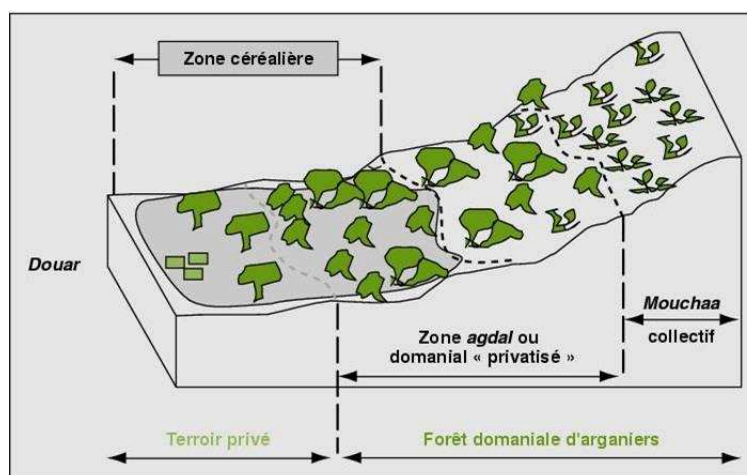 Zone céréalière
Douar
Mouchaa
collectif
Zone agdal ou
domanial « privatisé »
Terroir privé
Forêt domaniale d'arganiers